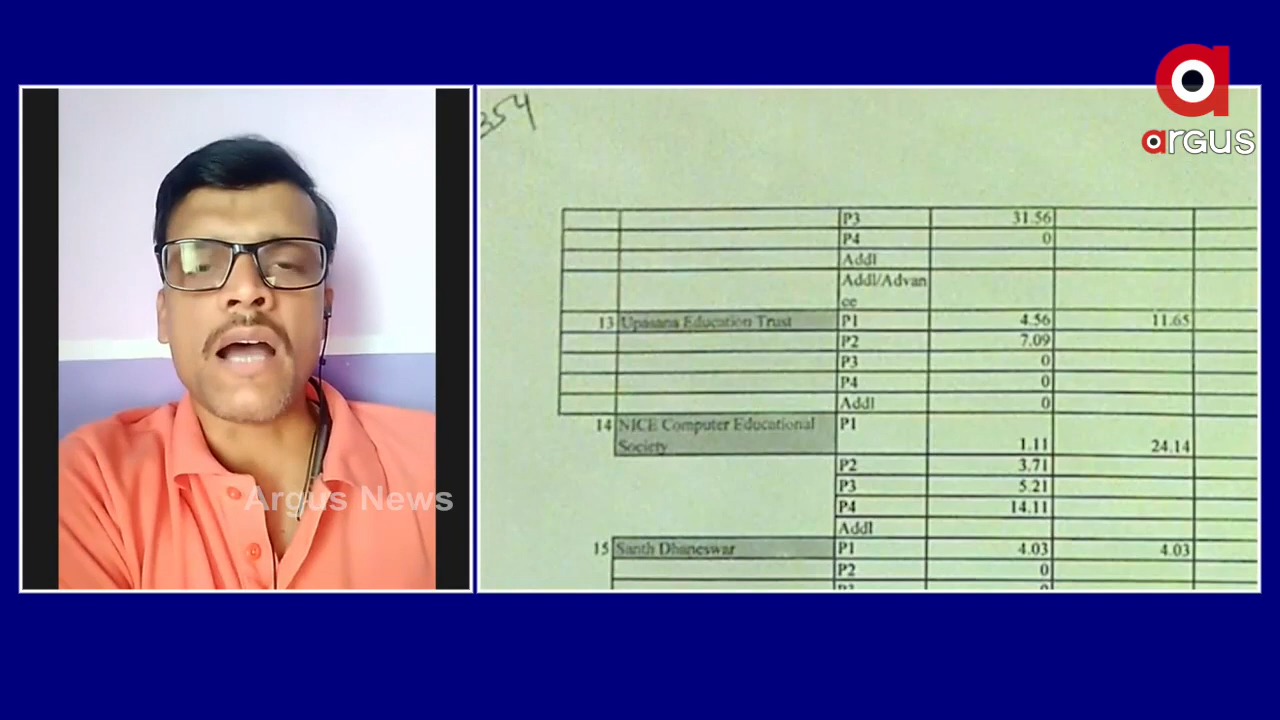 argus
354
P3 31.56
P4 0
Addl
Addl/Advan
ce
13 Upasana Education Trust P1 4.56 11.65
P2 7.09
P3 0
P4 0
Addl 0
14 NICE Computer Educational P1
Society 1.11 24.14
P2 3.71
P3 5.21
P4 14.11
Addl
15 Santh Dhaneswar P1 4.03 4.03
P2 0
Argus News